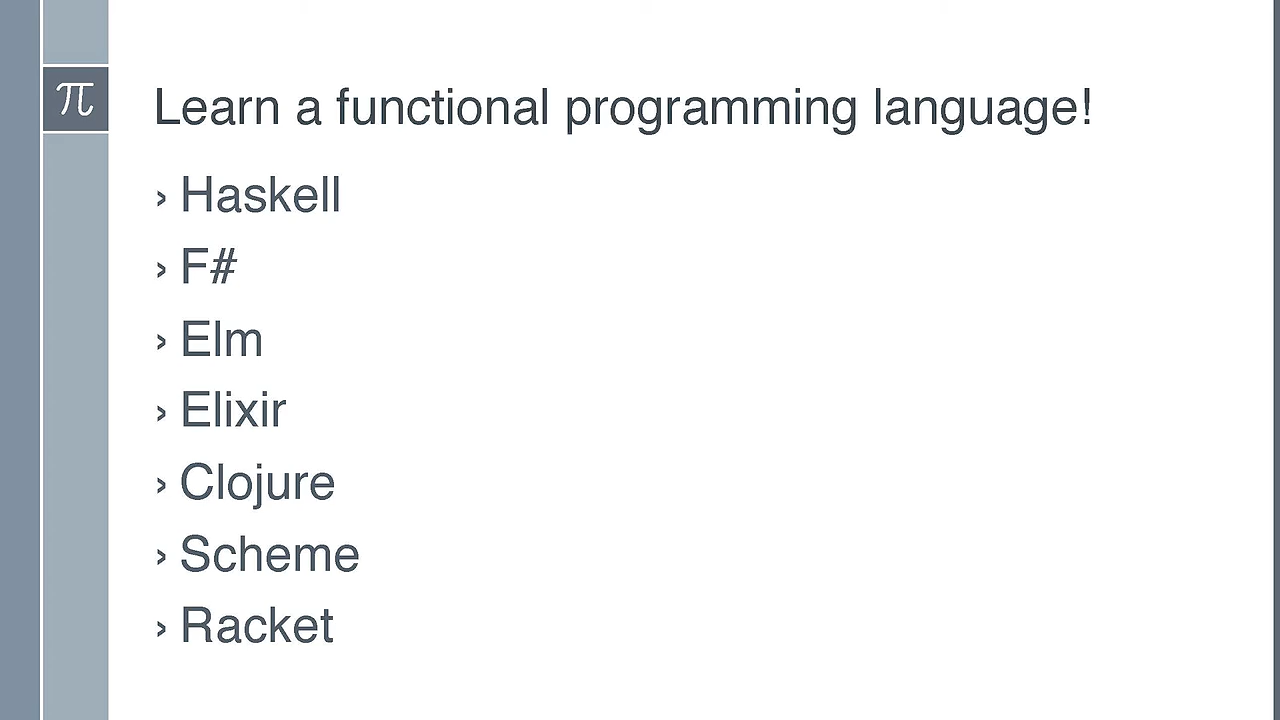 π
Learn a functional programming language!
› Haskell
› F#
› Elm
› Elixir
› Clojure
› Scheme
› Racket